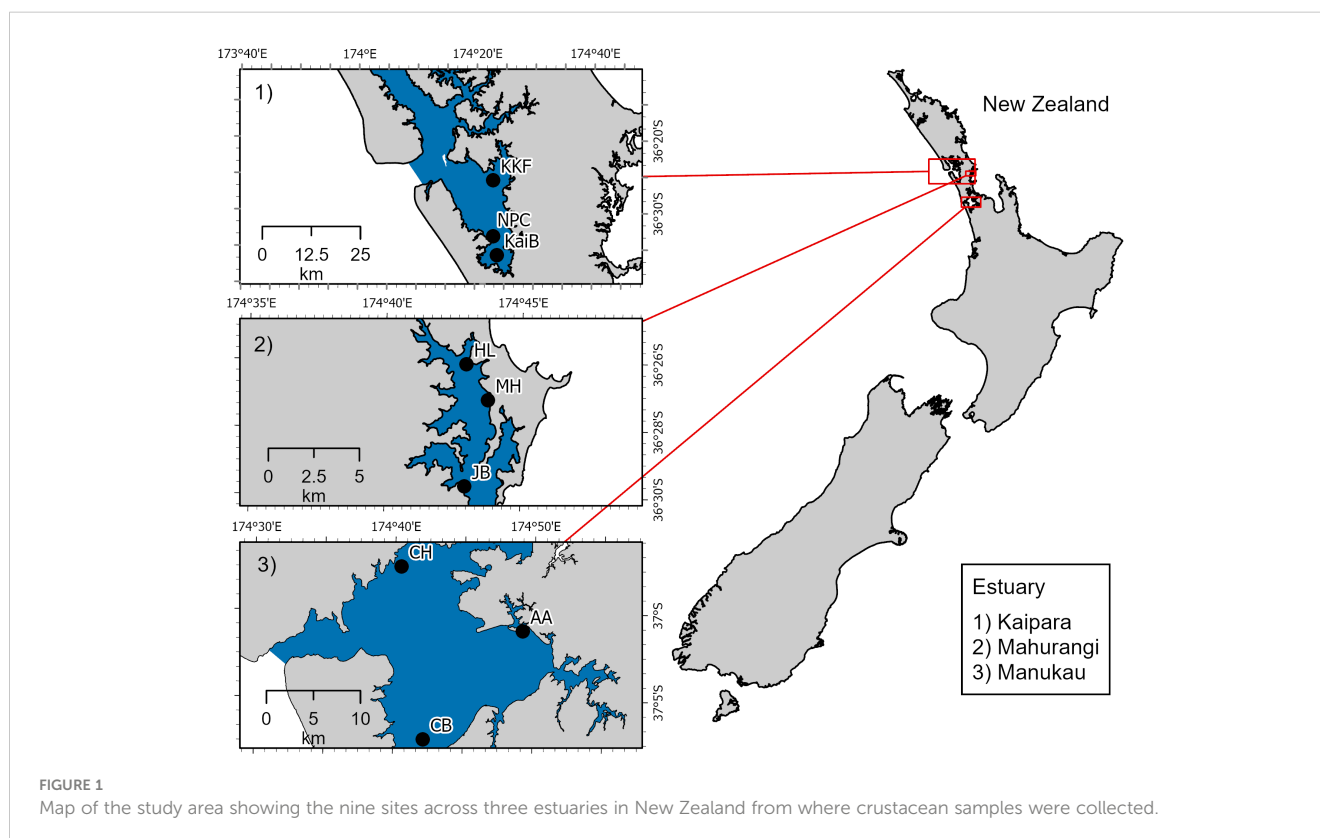 173°40'E 174°E 174°20'E 174°40'E
1)
36°20'S
KKF
36°30'S
NPC
KaiB
0 12.5 25
km
New Zealand
174°35'E 174°40'E 174°45'E
2)
HL
36°26'S
MH
36°28'S
0 2.5 5
km
JB
36°30'S
174°30'E 174°40'E 174°50'E
3)
CH
AA
37°S
0 5 10
km
37°5'S
CB
Estuary
1) Kaipara
2) Mahurangi
3) Manukau
FIGURE 1
Map of the study area showing the nine sites across three estuaries in New Zealand from where crustacean samples were collected.